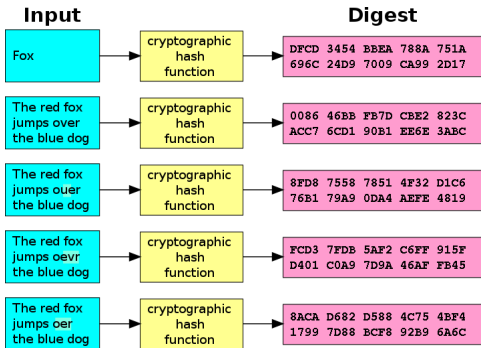 Input Digest
Fox
cryptographic
hash
function
DFCD 3454 BBEA 788A 751A
696C 24D9 7009 CA99 2D17
The red fox
jumps over
the blue dog
cryptographic
hash
function
0086 46BB FB7D CBE2 823C
ACC7 6CD1 90B1 EE6E 3ABC
The red fox
jumps ouer
the blue dog
cryptographic
hash
function
8FD8 7558 7851 4F32 D1C6
76B1 79A9 0DA4 AEFE 4819
The red fox
jumps oevr
the blue dog
cryptographic
hash
function
FCD3 7FDB 5AF2 C6FF 915F
D401 C0A9 7D9A 46AF FB45
The red fox
jumps oer
the blue dog
cryptographic
hash
function
8ACA D682 D588 4C75 4BF4
1799 7D88 BCF8 92B9 6A6C